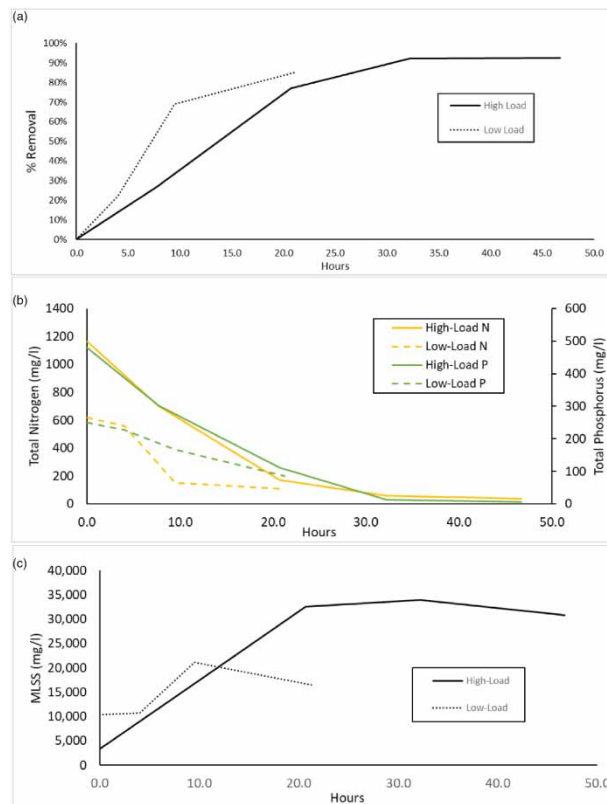 (a)
100%
90%
80%
70%
60%
50%
40%
30%
20%
10%
0%
% Removal
High Load
Low Load
0.0 5.0 10.0 15.0 20.0 25.0 30.0 35.0 40.0 45.0 50.0
Hours
(b)
1400
1200
1000
800
600
400
200
0
Total Nitrogen (mg/l)
High-Load N
Low-Load N
High-Load P
Low-Load P
600
500
400
300
200
100
0
Total Phosphorus (mg/l)
0.0 10.0 20.0 30.0 40.0 50.0
Hours
(c)
40,000
35,000
30,000
25,000
20,000
15,000
10,000
5,000
0
MLSS (mg/l)
High-Load
Low-Load
0.0 10.0 20.0 30.0 40.0 50.0
Hours